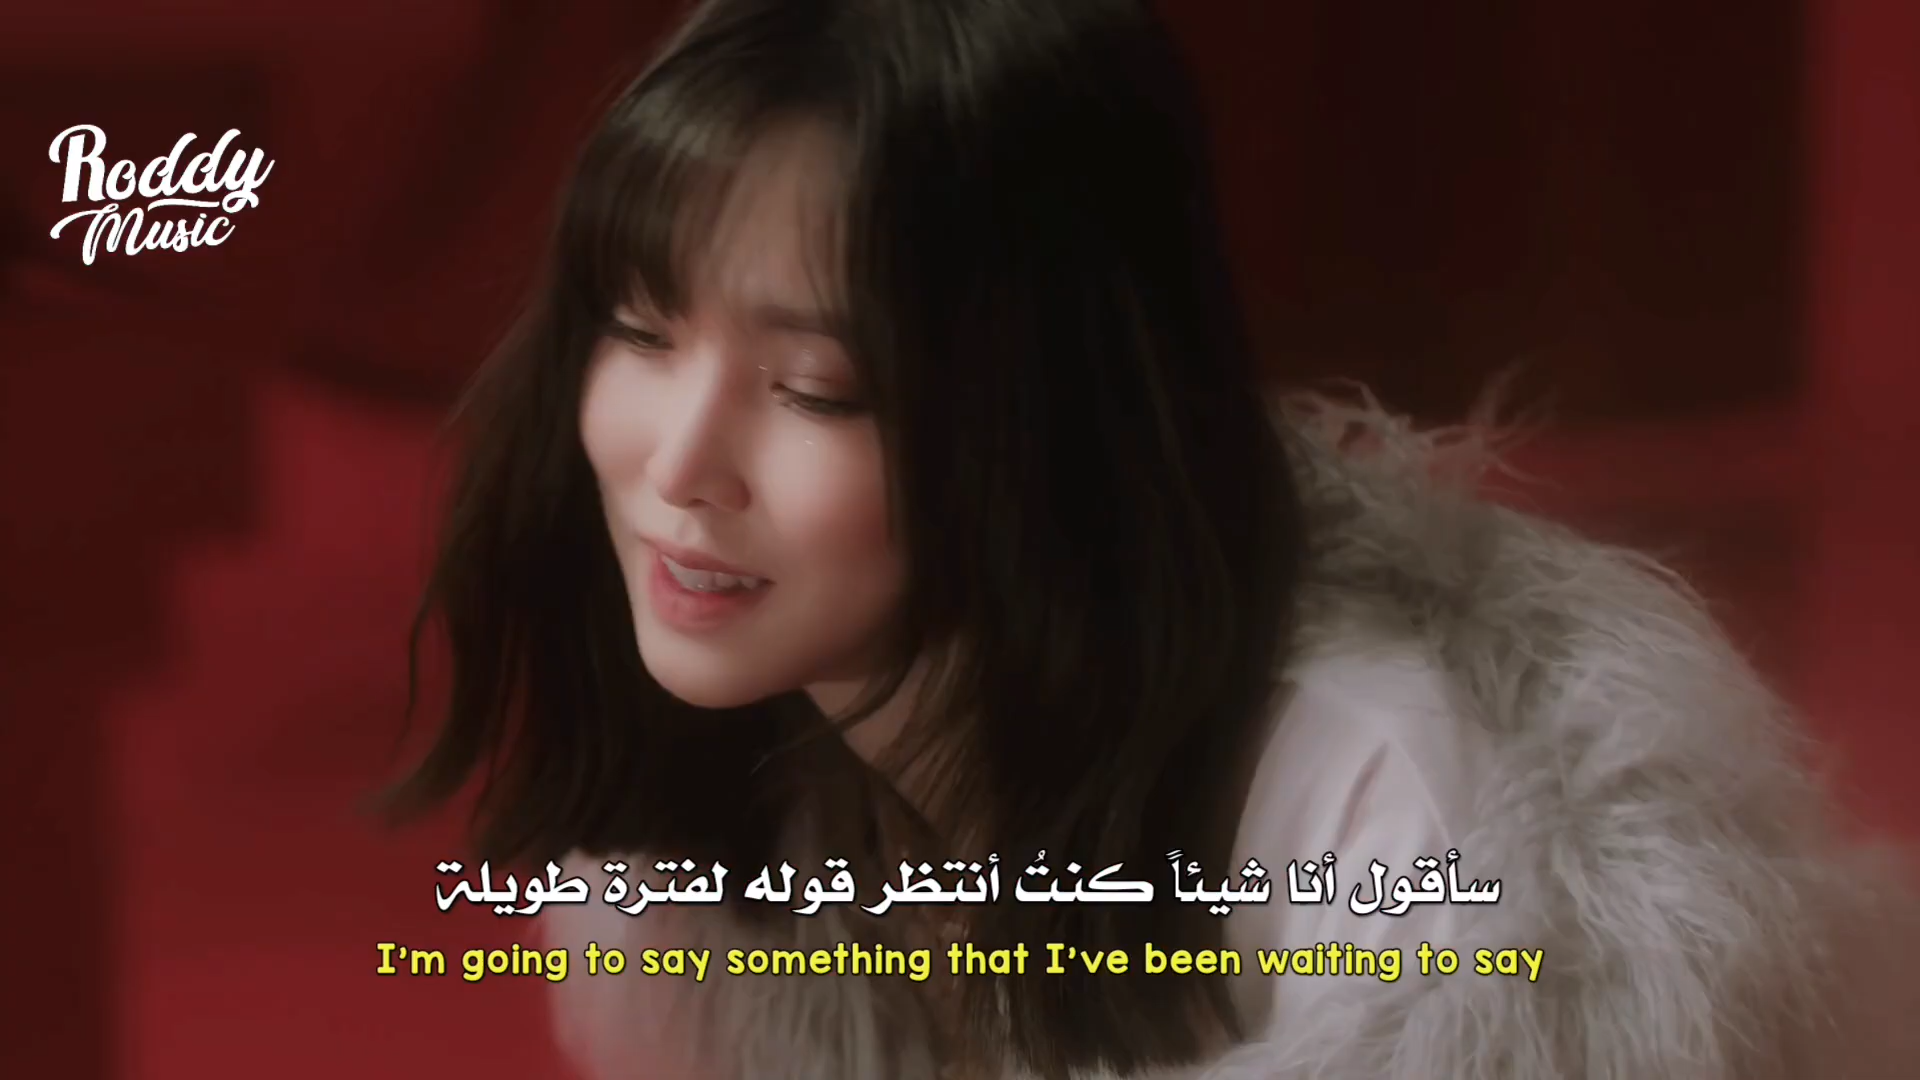 Roddy
Music
سأقول أنا شيئاً كنتُ أنتظر قوله لفترة طويلة
I'm going to say something that I've been waiting to say